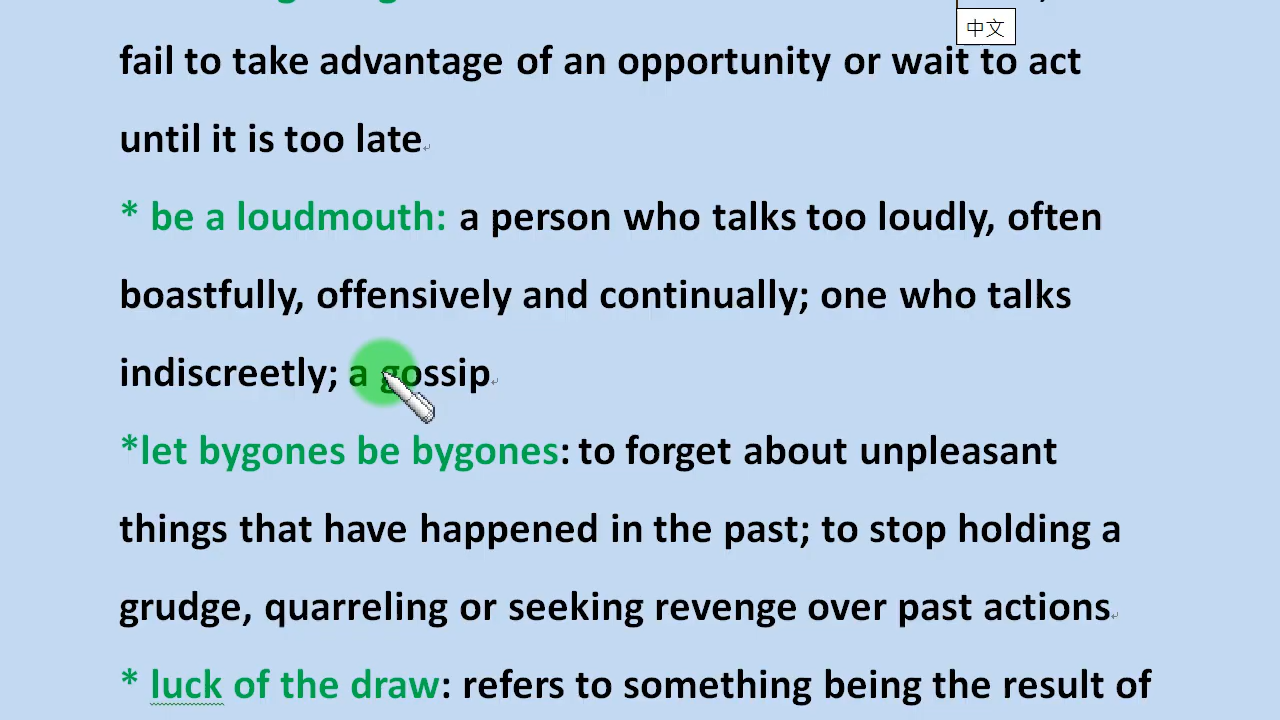 中文
fail to take advantage of an opportunity or wait to act
until it is too late
* be a loudmouth: a person who talks too loudly, often
boastfully, offensively and continually; one who talks
indiscreetly; a gossip
*let bygones be bygones: to forget about unpleasant
things that have happened in the past; to stop holding a
grudge, quarreling or seeking revenge over past actions
* luck of the draw: refers to something being the result of